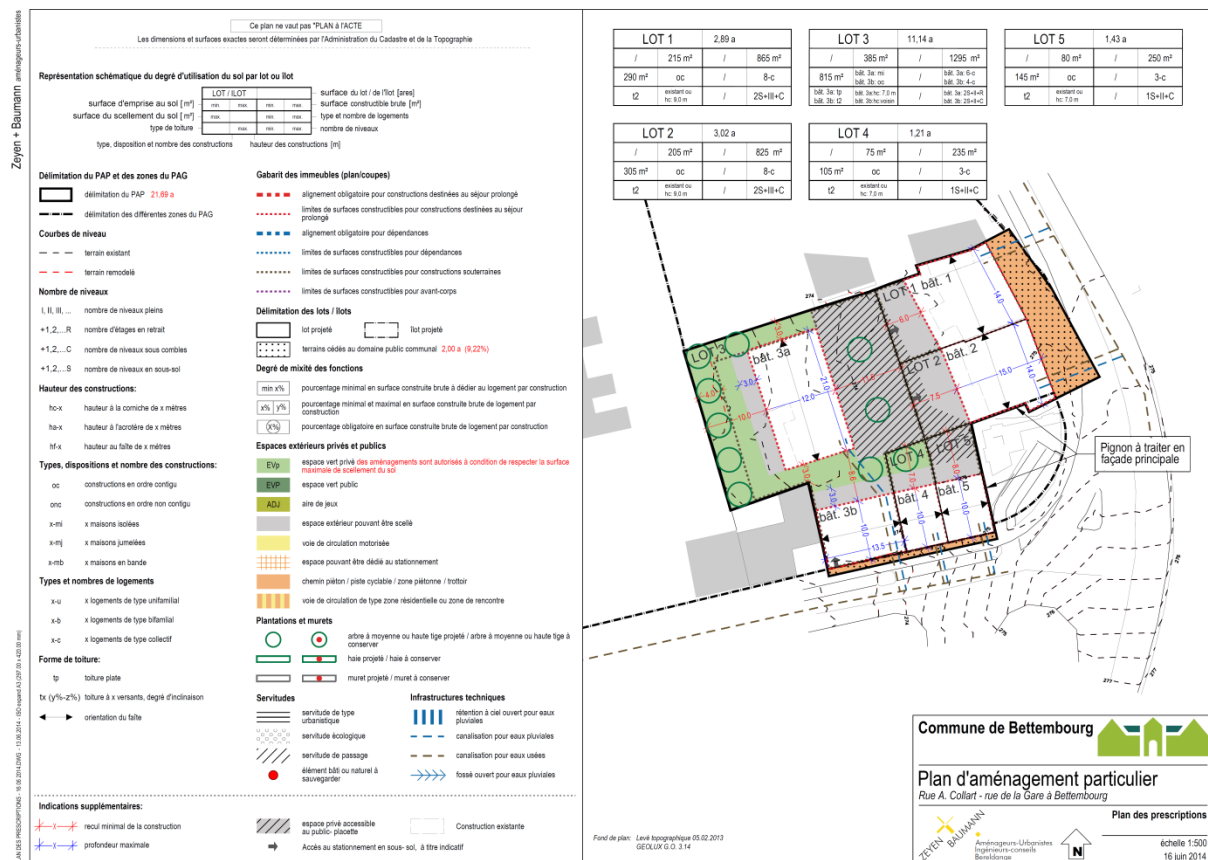 Zeyen + Baumann aménageurs-urbanistes
Ce plan ne vaut pas "PLAN à l'ACTE
Les dimensions et surfaces exactes seront déterminées par l'Administration du Cadastre et de la Topographie
Représentation schématique du degré d'utilisation du sol par lot ou îlot
LOT / ILOT
surface du lot / de l'îlot [ares]
surface d'emprise au sol [m²]
min. max. min. max.
surface constructible brute [m²]
surface du scellement du sol [m²]
max. min. max.
type et nombre de logements
type de toiture
max. min. max.
nombre de niveaux
type, disposition et nombre des constructions
hauteur des constructions [m]
Délimitation du PAP et des zones du PAG
délimitation du PAP 21,69 a
délimitation des différentes zones du PAG
Courbes de niveau
terrain existant
terrain remodelé
Nombre de niveaux
I, II, III, ... nombre de niveaux pleins
+1,2,...R nombre d'étages en retrait
+1,2,...C nombre de niveaux sous combles
+1,2,...S nombre de niveaux en sous-sol
Hauteur des constructions:
hc-x hauteur à la corniche de x mètres
ha-x hauteur à l'acrotère de x mètres
hf-x hauteur au faîte de x mètres
Types, dispositions et nombre des constructions:
oc constructions en ordre contigu
onc constructions en ordre non contigu
x-mi x maisons isolées
x-mj x maisons jumelées
x-mb x maisons en bande
Types et nombres de logements
x-u x logements de type unifamilial
x-b x logements de type bifamilial
x-c x logements de type collectif
Forme de toiture:
tp toiture plate
tx (y%-z%) toiture à x versants, degré d'inclinaison
orientation du faîte
Gabarit des immeubles (plan/coupes)
alignement obligatoire pour constructions destinées au séjour prolongé
limites de surfaces constructibles pour constructions destinées au séjour
prolongé
alignement obligatoire pour dépendances
limites de surfaces constructibles pour dépendances
limites de surfaces constructibles pour constructions souterraines
limites de surfaces constructibles pour avant-corps
Délimitation des lots / îlots
lot projeté
îlot projeté
terrains cédés au domaine public communal 2,00 a (9,22%)
Degré de mixité des fonctions
min x% pourcentage minimal en surface construite brute à dédier au logement par construction
x% y% pourcentage minimal et maximal en surface construite brute de logement par
construction
x% pourcentage obligatoire en surface construite brute de logement par construction
Espaces extérieurs privés et publics
EVp espace vert privé des aménagements sont autorisés à condition de respecter la surface
maximale de scellement du sol
EVP espace vert public
ADJ aire de jeux
espace extérieur pouvant être scellé
voie de circulation motorisée
espace pouvant être dédié au stationnement
chemin piéton / piste cyclable / zone piétonne / trottoir
voie de circulation de type zone résidentielle ou zone de rencontre
Plantations et murets
arbre à moyenne ou haute tige projeté / arbre à moyenne ou haute tige à
conserver
haie projeté / haie à conserver
muret projeté / muret à conserver
Servitudes
servitude de type
urbanistique
servitude écologique
servitude de passage
élément bâti ou naturel à
sauvegarder
Infrastructures techniques
rétention à ciel ouvert pour eaux
pluviales
canalisation pour eaux pluviales
canalisation pour eaux usées
fossé ouvert pour eaux pluviales
Indications supplémentaires:
x recul minimal de la construction
x profondeur maximale
espace privé accessible
au public- placette
Accès au stationnement en sous- sol, à titre indicatif
Construction existante
LOT 1 2,89 a
/ 215 m² / 865 m²
290 m² oc / 8-c
t2 existant ou hc: 9,0 m / 2S+III+C
LOT 2 3,02 a
/ 205 m² / 825 m²
305 m² oc / 8-c
t2 existant ou hc: 9,0 m / 2S+III+C
LOT 3 11,14 a
/ 385 m² / 1295 m²
815 m² bât. 3a: mi bât. 3b: oc / bât. 3a: 6-c bât. 3b: 4-c
bât. 3a: tp bât. 3b: t2 bât. 3a:hc: 7,0 m bât. 3b:hc voisin / bât. 3a: 2S+II+R bât. 3b: 2S+II+C
LOT 4 1,21 a
/ 75 m² / 235 m²
105 m² oc / 3-c
t2 existant ou hc: 7,0 m / 1S+II+C
LOT 5 1,43 a
/ 80 m² / 250 m²
145 m² oc / 3-c
t2 existant ou hc: 7,0 m / 1S+II+C
LOT 1 bât. 1
LOT 2 bât. 2
LOT 3 bât. 3a
LOT 4
LOT 5
bât. 3b
bât. 4
bât. 5
Pignon à traiter en
façade principale
Fond de plan: Levé topographique 05.02.2013
GEOLUX G.O. 3.14
Commune de Bettembourg
Plan d'aménagement particulier
Rue A. Collart - rue de la Gare à Bettembourg
Plan des prescriptions
ZEYEN BAUMANN
Aménageurs-Urbanistes
Ingénieurs-conseils
Bereldange
N
échelle 1:500
16 juin 2014